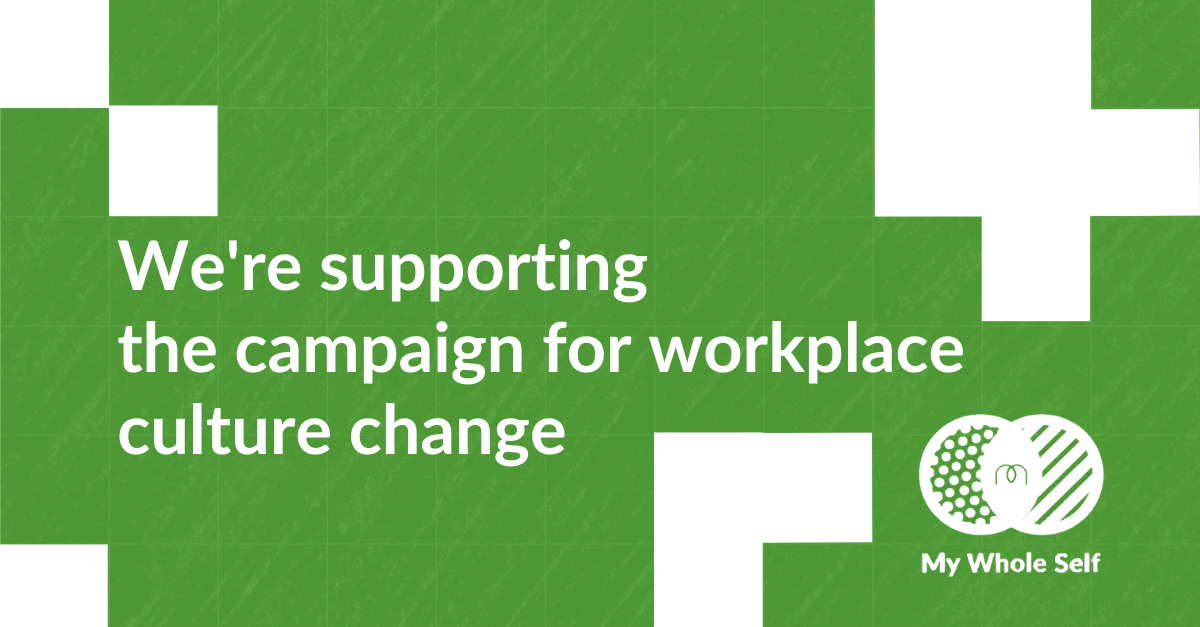 We're supporting
the campaign for workplace
culture change
My Whole Self